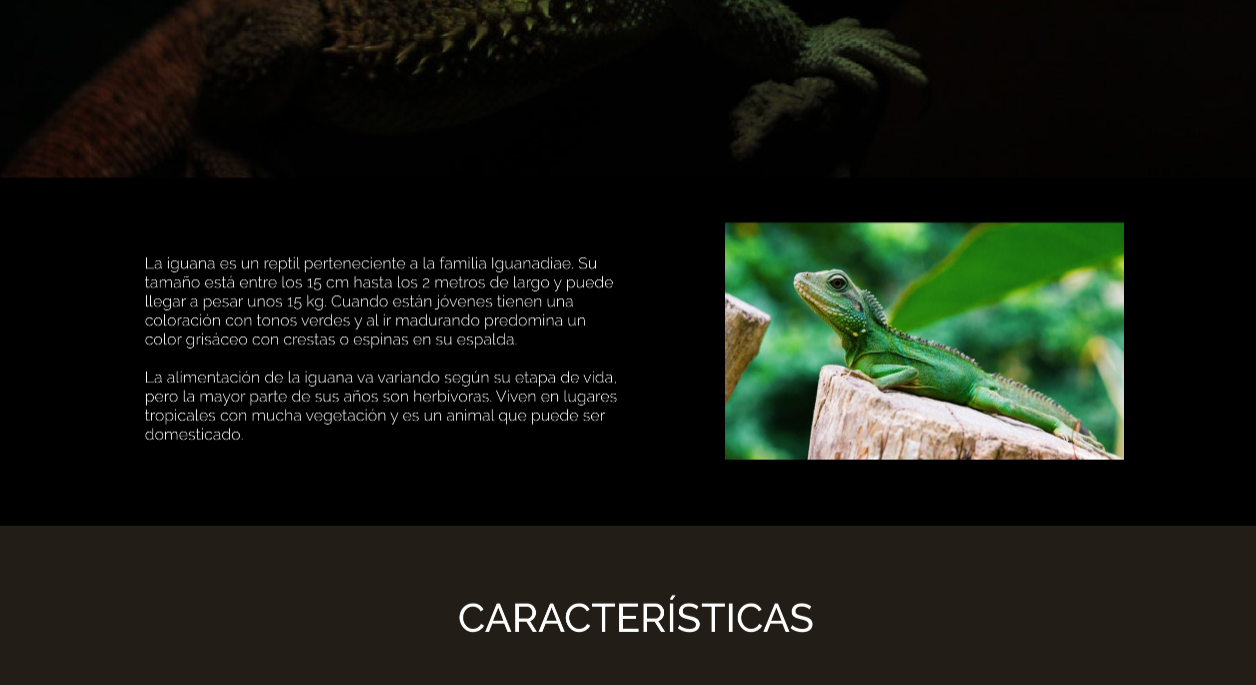 La iguana es un reptil perteneciente a la familia Iguanadiae. Su
tamaño está entre los 15 cm hasta los 2 metros de largo y puede
llegar a pesar unos 15 kg. Cuando están jóvenes tienen una
coloración con tonos verdes y al ir madurando predomina un
color grisáceo con crestas o espinas en su espalda.
La alimentación de la iguana va variando según su etapa de vida,
pero la mayor parte de sus años son herbívoras. Viven en lugares
tropicales con mucha vegetación y es un animal que puede ser
domesticado.
CARACTERÍSTICAS